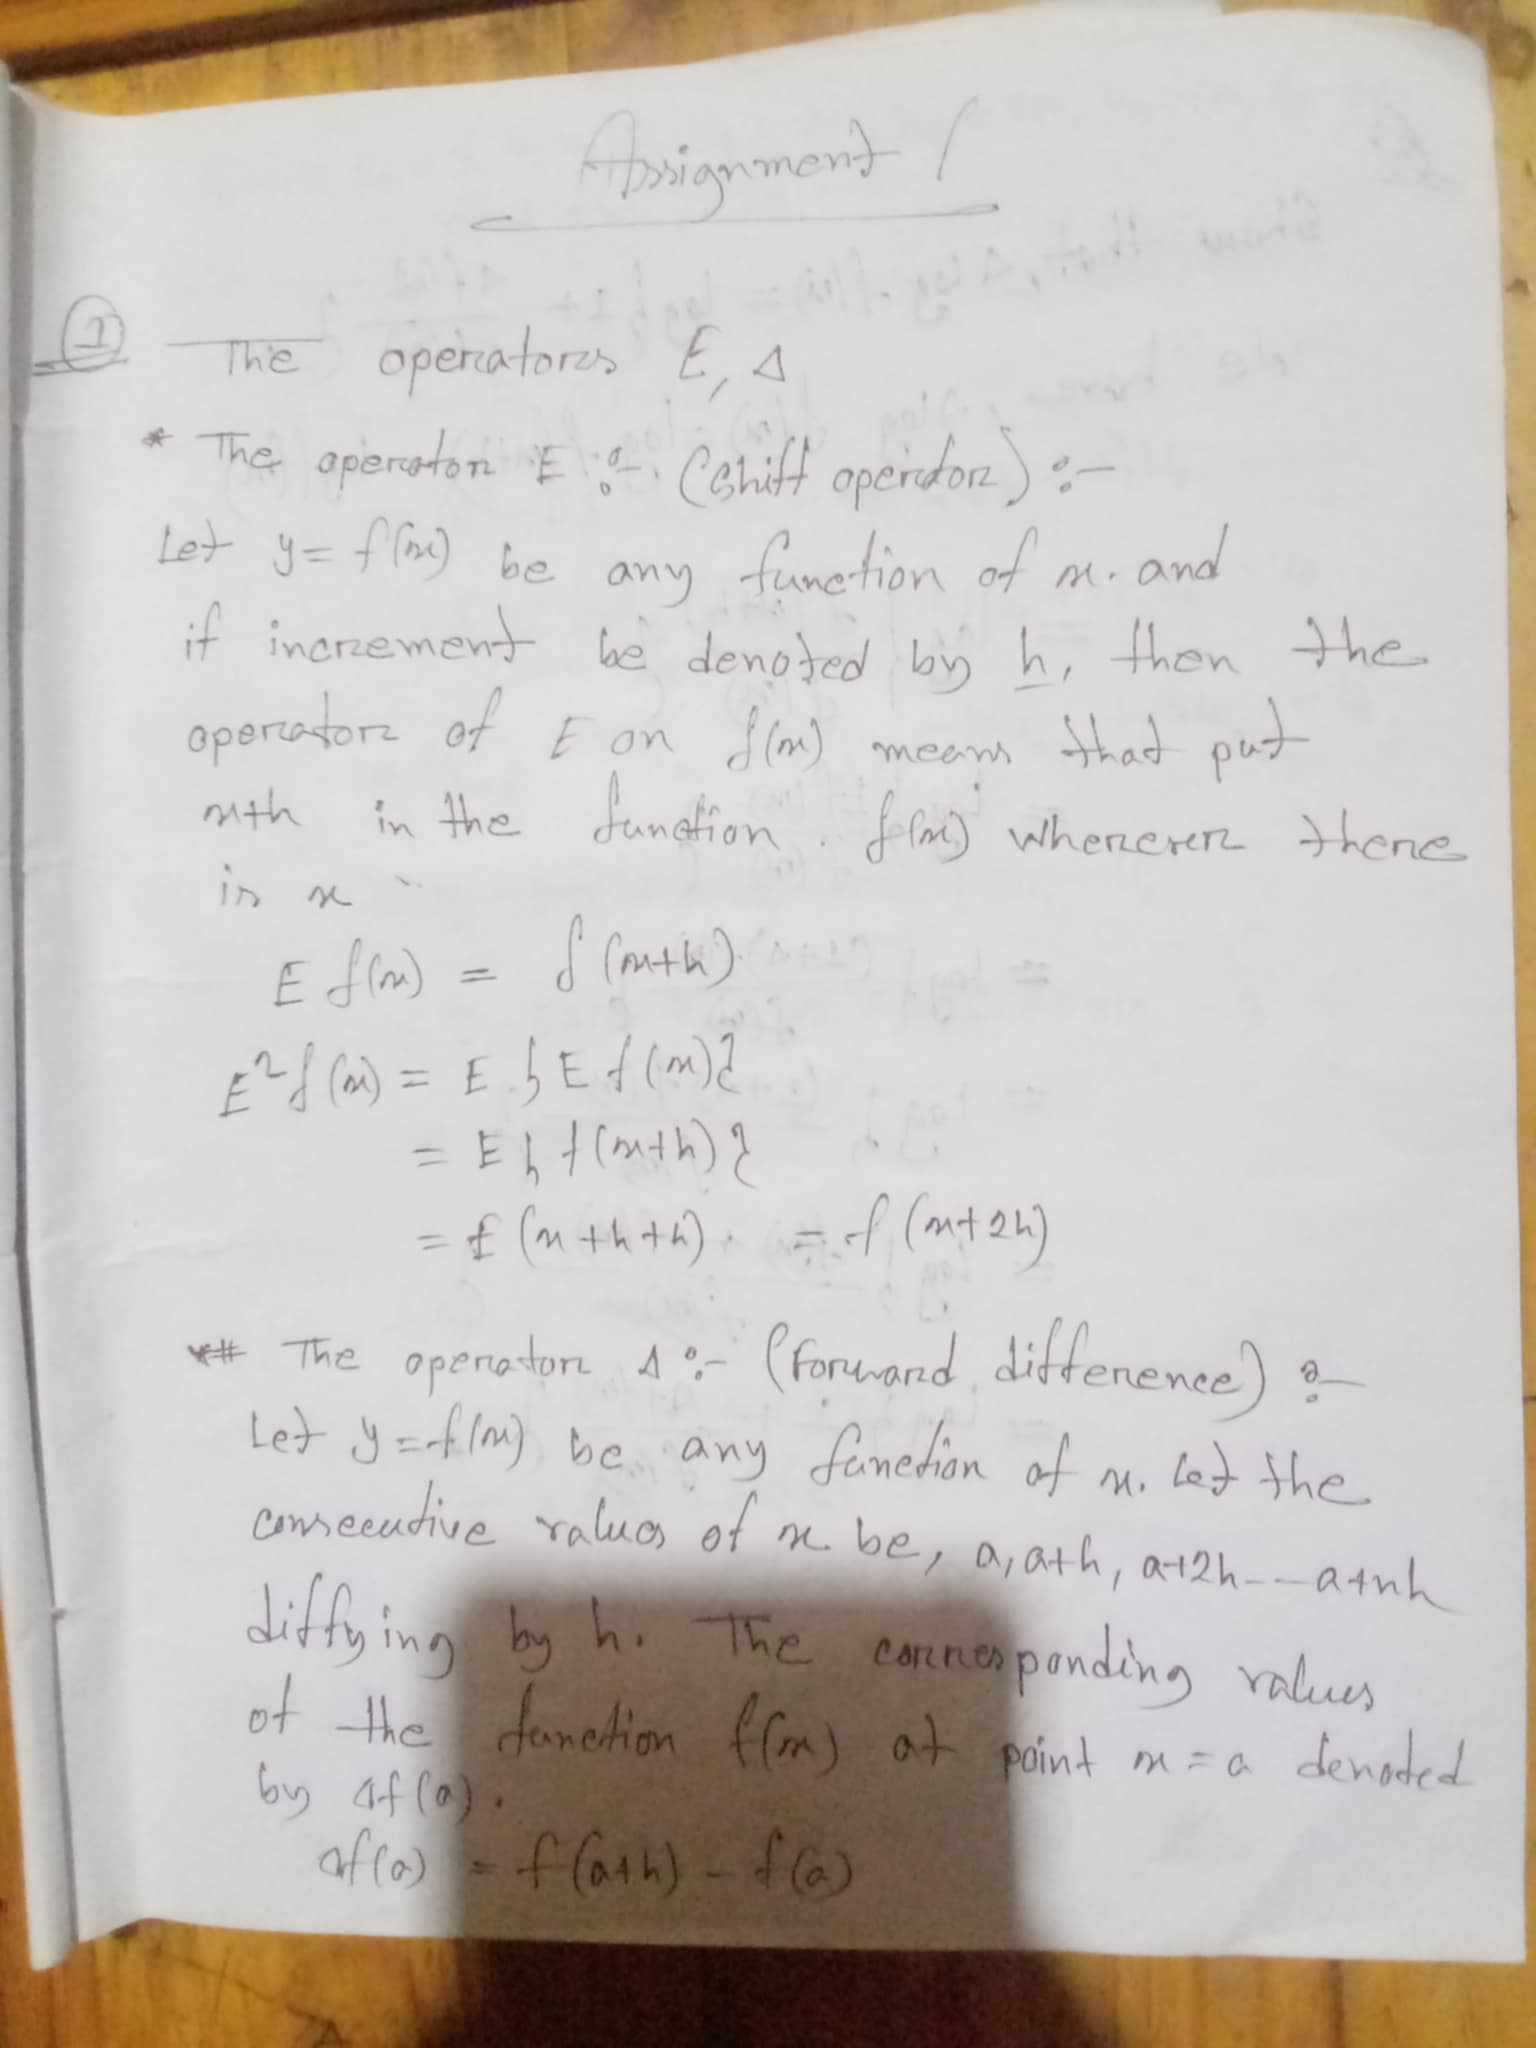 Assignment 1
① The operators E, Δ
* The operator E :- (shift operator) :-
Let y = f(x) be any function of x. and
if increment be denoted by h, then the
operator of E on f(x) means that put
x+h in the function f(x) wherever there
is x
E f(x) = f(x+h)
E²f(x) = E{E f(x)}
= E{f(x+h)}
= f(x+h+h) = f(x+2h)
*# The operator Δ :- (Forward difference) :-
Let y = f(x) be any function of x. Let the
consecutive values of x be, a, a+h, a+2h---a+nh
diffying by h. The corresponding values
of the function f(x) at point x = a denoted
by Δf(a).
Δf(a) = f(a+h) - f(a)